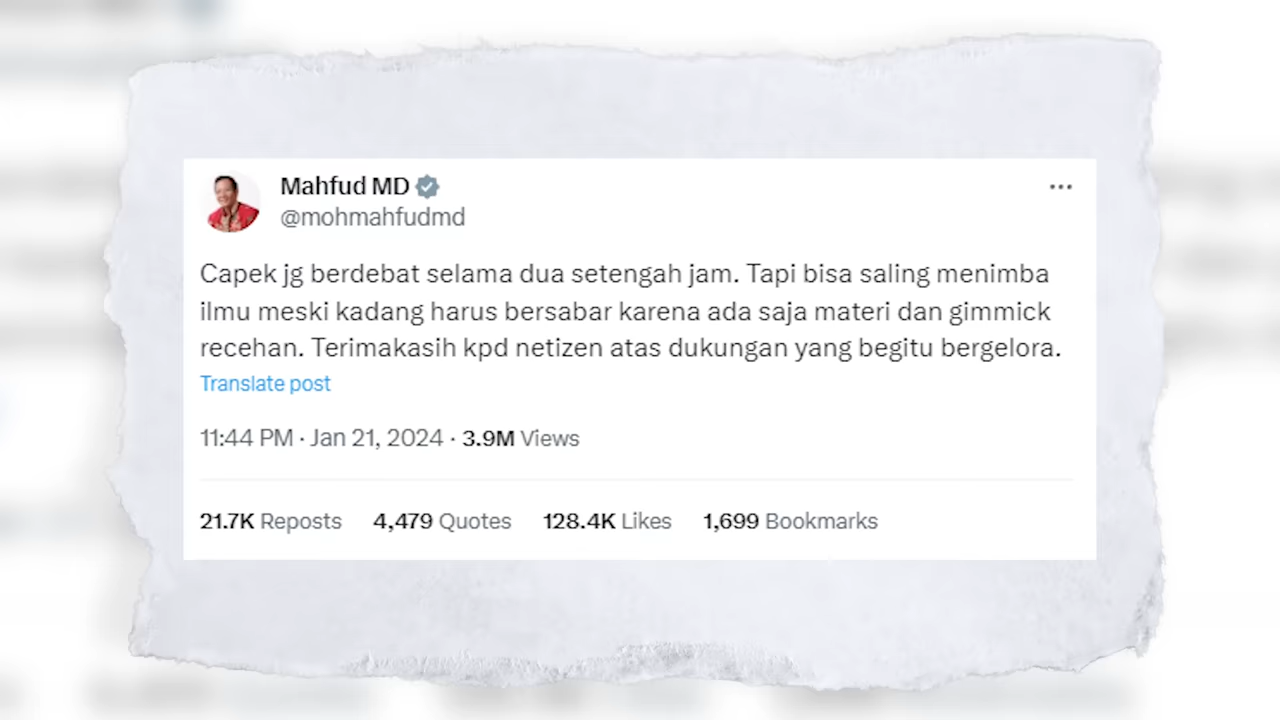 Mahfud MD
@mohmahfudmd
Capek jg berdebat selama dua setengah jam. Tapi bisa saling menimba
ilmu meski kadang harus bersabar karena ada saja materi dan gimmick
recehan. Terimakasih kpd netizen atas dukungan yang begitu bergelora.
Translate post
11:44 PM · Jan 21, 2024 · 3.9M Views
21.7K Reposts 4,479 Quotes 128.4K Likes 1,699 Bookmarks